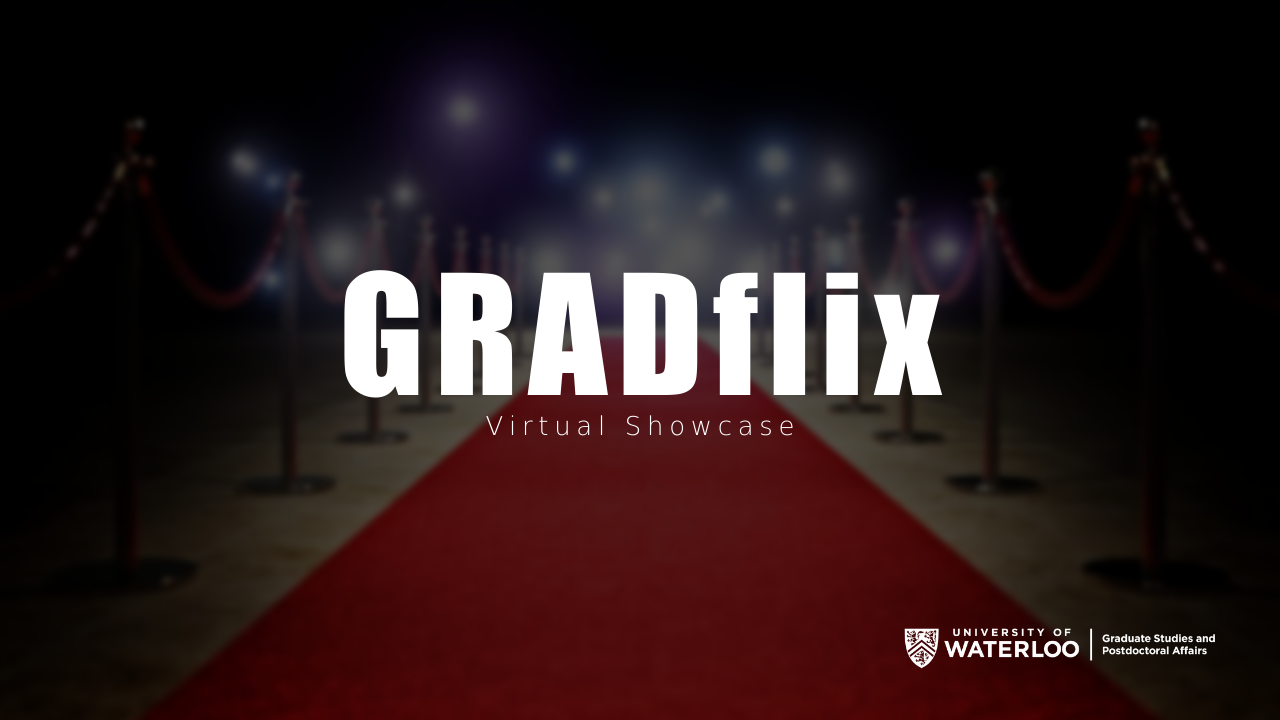 GRADflix
Virtual Showcase
UNIVERSITY OF
WATERLOO
Graduate Studies and
Postdoctoral Affairs